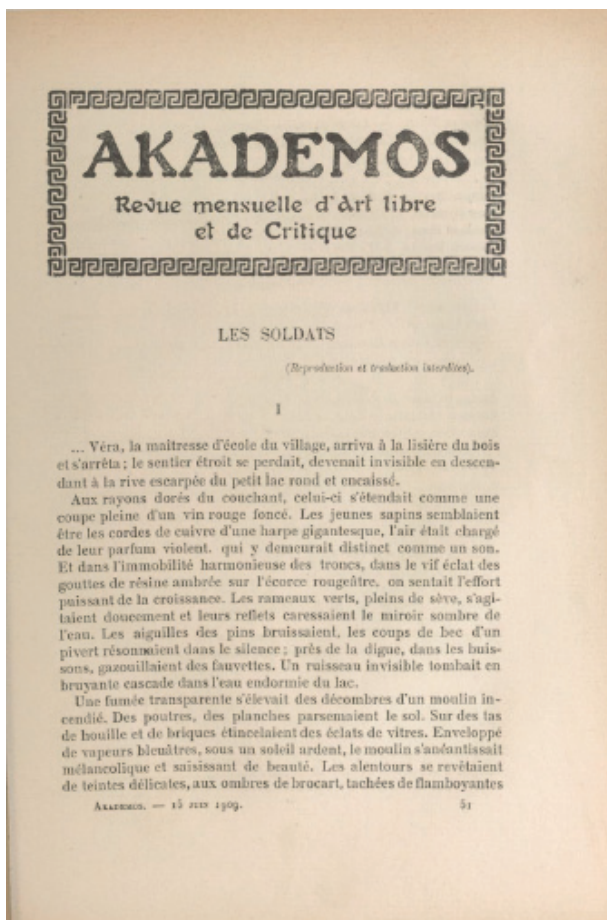 AKADEMOS
Revue mensuelle d'Art libre
et de Critique
LES SOLDATS
(Reproduction et traduction interdites).
I
... Véra, la maîtresse d'école du village, arriva à la lisière du bois
et s'arrêta ; le sentier étroit se perdait, devenait invisible en descen-
dant à la rive escarpée du petit lac rond et encaissé.
Aux rayons dorés du couchant, celui-ci s'étendait comme une
coupe pleine d'un vin rouge foncé. Les jeunes sapins semblaient
être les cordes de cuivre d'une harpe gigantesque, l'air était chargé
de leur parfum violent. qui y demeurait distinct comme un son.
Et dans l'immobilité harmonieuse des troncs, dans le vif éclat des
gouttes de résine ambrée sur l'écorce rougeâtre. on sentait l'effort
puissant de la croissance. Les rameaux verts, pleins de sève, s'agi-
taient doucement et leurs reflets caressaient le miroir sombre de
l'eau. Les aiguilles des pins bruissaient, les coups de bec d'un
pivert résonnaient dans le silence ; près de la digue, dans les buis-
sons, gazouillaient des fauvettes. Un ruisseau invisible tombait en
bruyante cascade dans l'eau endormie du lac.
Une fumée transparente s'élevait des décombres d'un moulin in-
cendié. Des poutres, des planches parsemaient le sol. Sur des tas
de houille et de briques étincelaient des éclats de vitres. Enveloppé
de vapeurs bleuâtres, sous un soleil ardent, le moulin s'anéantissait
mélancolique et saisissant de beauté. Les alentours se revêtaient
de teintes délicates, aux ombres de brocart, tachées de flamboyantes
AKADEMOS. — 15 JUIN 1909.
51